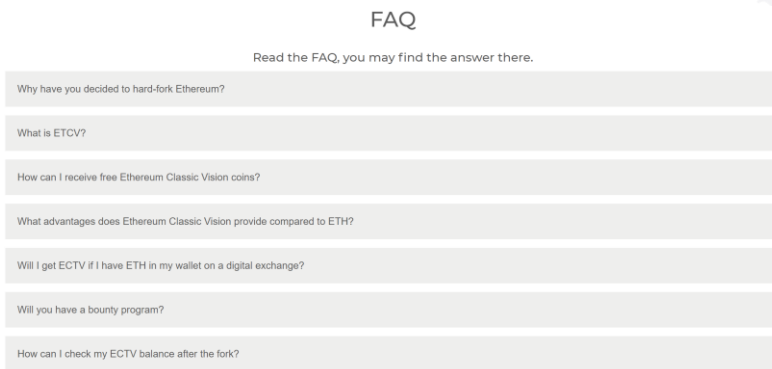 FAQ
Read the FAQ, you may find the answer there.
Why have you decided to hard-fork Ethereum?
What is ETCV?
How can I receive free Ethereum Classic Vision coins?
What advantages does Ethereum Classic Vision provide compared to ETH?
Will I get ECTV if I have ETH in my wallet on a digital exchange?
Will you have a bounty program?
How can I check my ECTV balance after the fork?